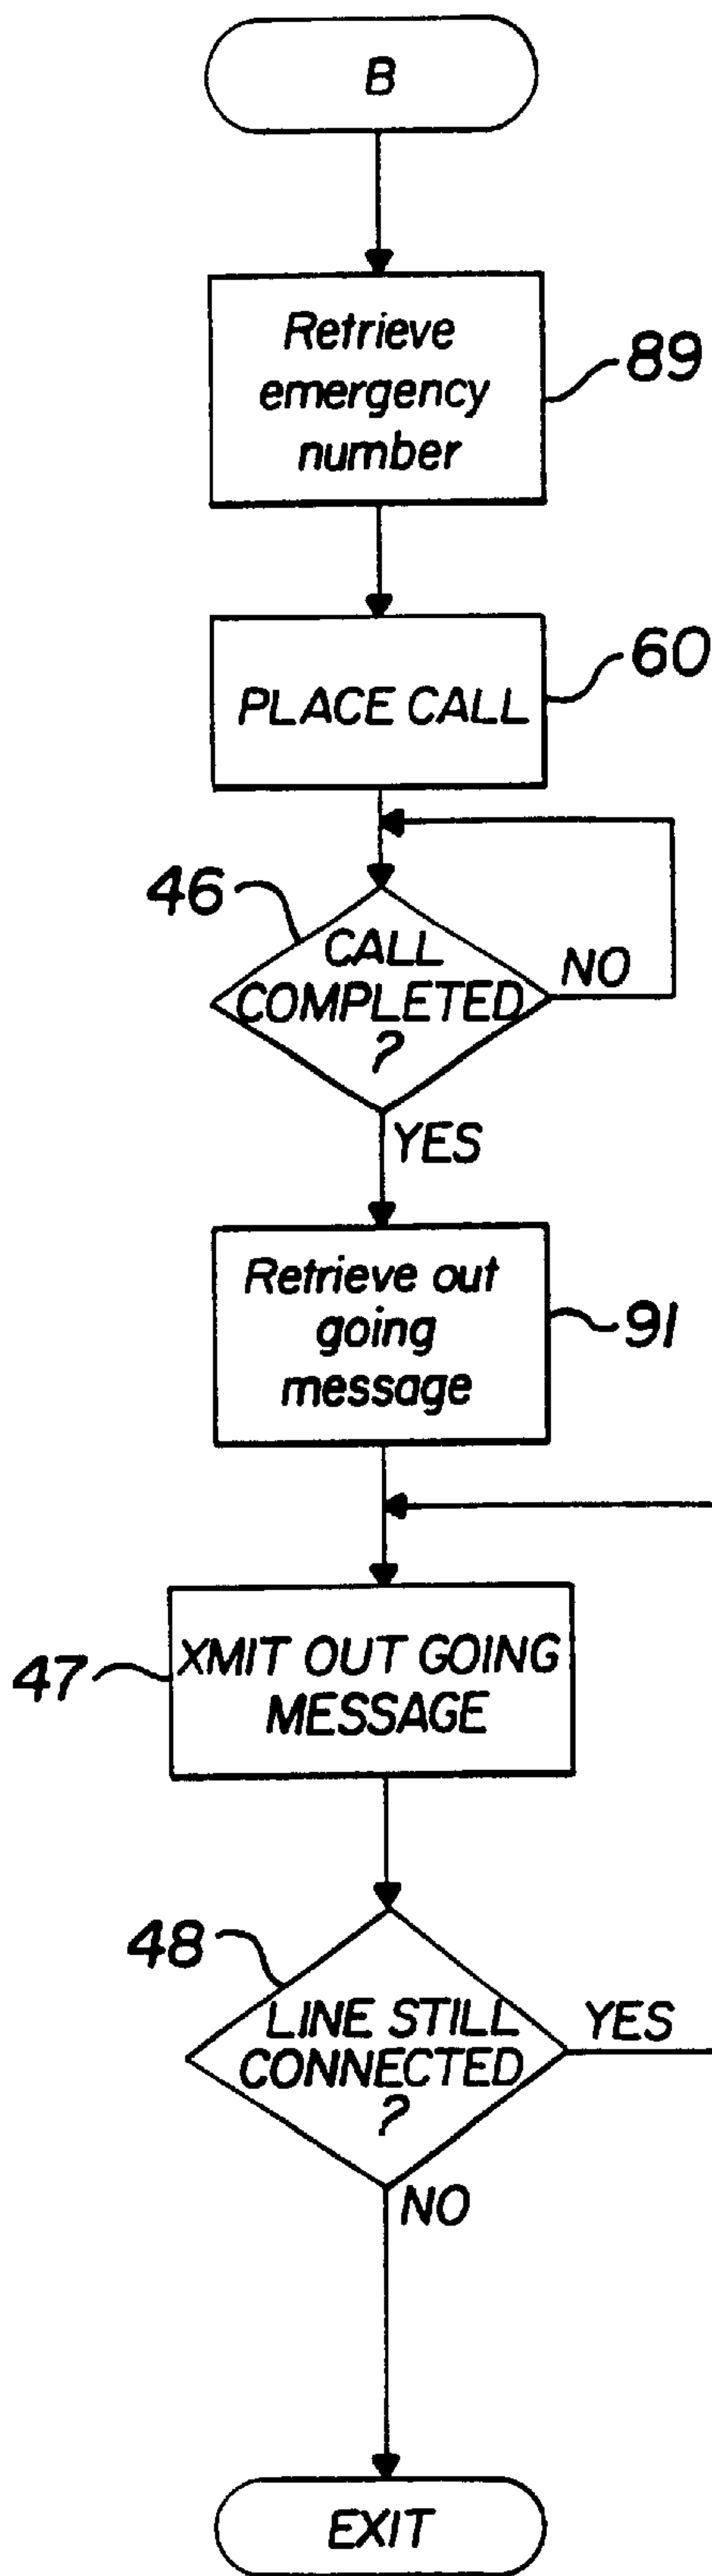 B
Retrieve
emergency
number
89
PLACE CALL
60
46
CALL
COMPLETED
?
NO
YES
Retrieve out
going
message
91
47
XMIT OUT GOING
MESSAGE
48
LINE STILL
CONNECTED
?
YES
NO
EXIT